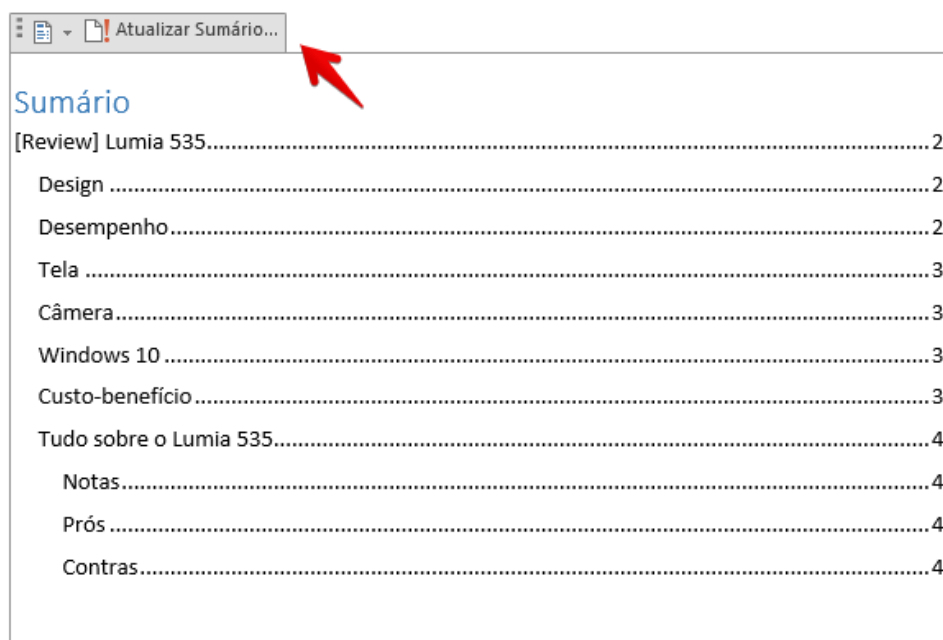 Atualizar Sumário...
Sumário
[Review] Lumia 535........................................................2
Design........................................................2
Desempenho........................................................2
Tela........................................................3
Câmera........................................................3
Windows 10........................................................3
Custo-benefício........................................................3
Tudo sobre o Lumia 535........................................................4
Notas........................................................4
Prós........................................................4
Contras........................................................4